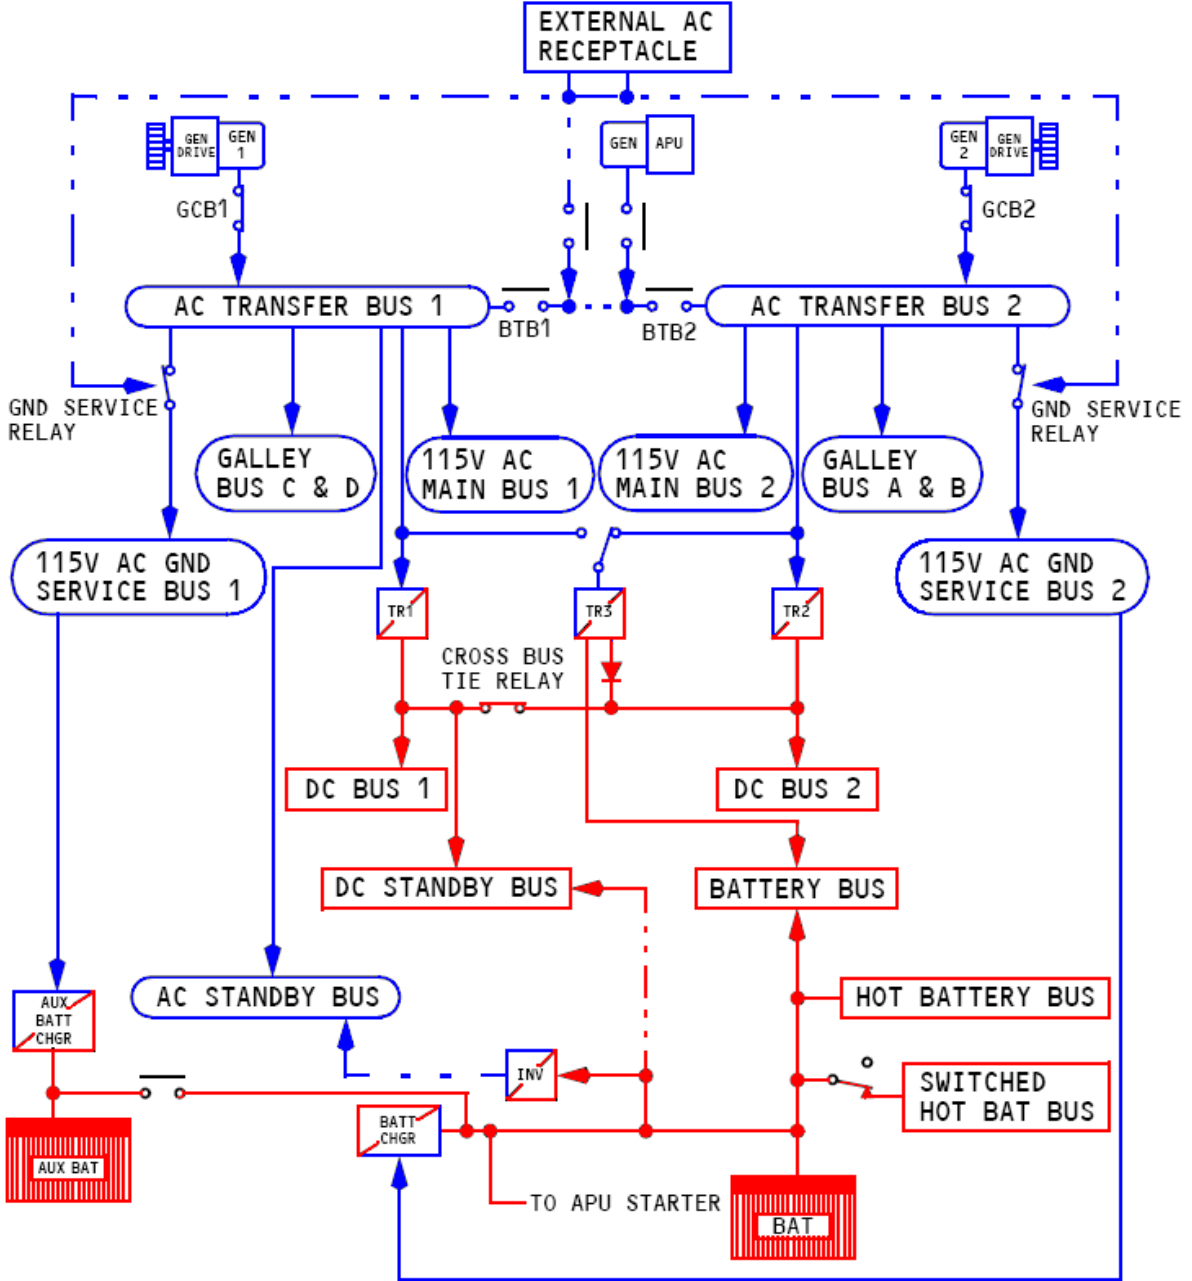 EXTERNAL AC
RECEPTACLE
GEN
DRIVE
GEN
1
GEN
APU
GEN
2
GEN
DRIVE
GCB1
GCB2
AC TRANSFER BUS 1
AC TRANSFER BUS 2
BTB1
BTB2
GND SERVICE
RELAY
GND SERVICE
RELAY
GALLEY
BUS C & D
115V AC
MAIN BUS 1
115V AC
MAIN BUS 2
GALLEY
BUS A & B
115V AC GND
SERVICE BUS 1
115V AC GND
SERVICE BUS 2
TR1
TR3
TR2
CROSS BUS
TIE RELAY
DC BUS 1
DC BUS 2
DC STANDBY BUS
BATTERY BUS
AUX
BATT
CHGR
AC STANDBY BUS
HOT BATTERY BUS
INV
SWITCHED
HOT BAT BUS
BATT
CHGR
AUX BAT
TO APU STARTER
BAT